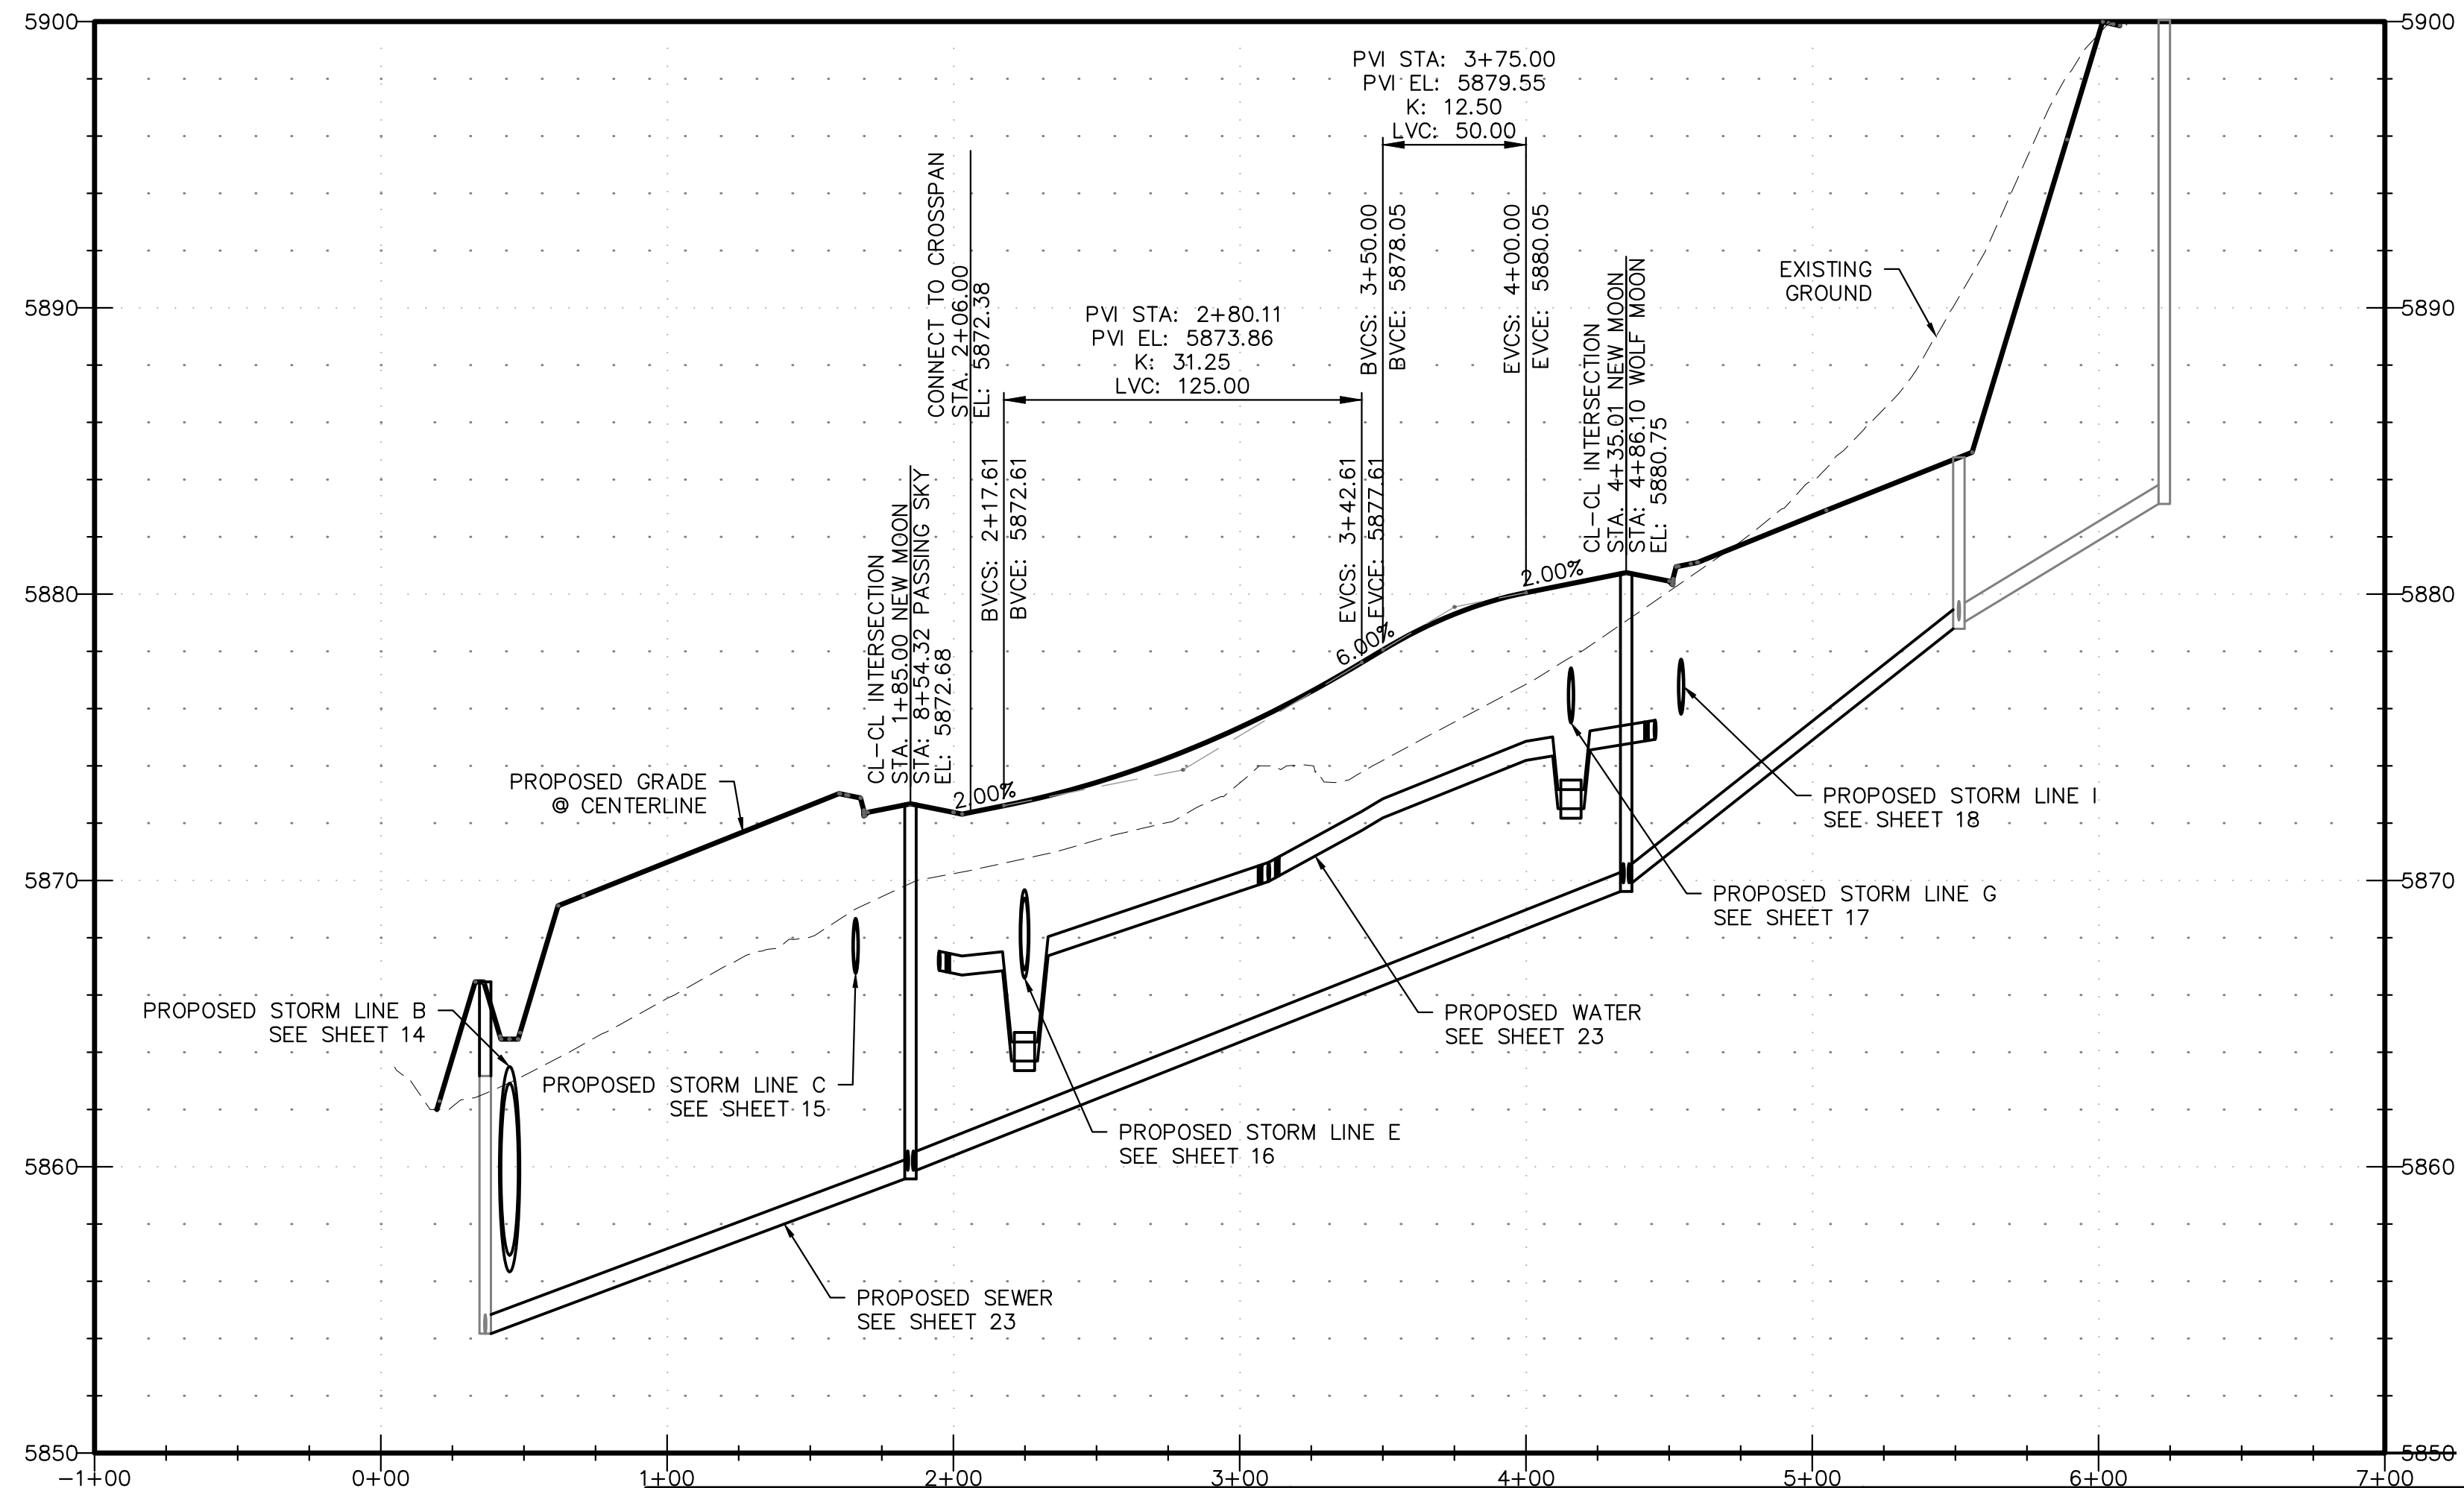 5900
5900
PVI STA: 3+75.00
PVI EL: 5879.55
K: 12.50
LVC: 50.00
CONNECT TO CROSSPAN
STA. 2+06.00
EL: 5872.38
BVCS: 3+50.00
BVCE: 5878.05
EVCS: 4+00.00
EVCE: 5880.05
EXISTING
GROUND
5890
5890
PVI STA: 2+80.11
PVI EL: 5873.86
K: 31.25
LVC: 125.00
CL-CL INTERSECTION
STA. 4+35.01 NEW MOON
STA: 4+86.10 WOLF MOON
EL: 5880.75
BVCS: 2+17.61
BVCE: 5872.61
EVCS: 3+42.61
EVCE: 5877.61
CL-CL INTERSECTION
STA. 1+85.00 NEW MOON
STA: 8+54.32 PASSING SKY
EL: 5872.68
5880
5880
2.00%
6.00%
2.00%
PROPOSED GRADE
@ CENTERLINE
PROPOSED STORM LINE I
SEE SHEET 18
5870
5870
PROPOSED STORM LINE G
SEE SHEET 17
PROPOSED STORM LINE B
SEE SHEET 14
PROPOSED WATER
SEE SHEET 23
PROPOSED STORM LINE C
SEE SHEET 15
PROPOSED STORM LINE E
SEE SHEET 16
5860
5860
PROPOSED SEWER
SEE SHEET 23
5850
5850
-1+00
0+00
1+00
2+00
3+00
4+00
5+00
6+00
7+00